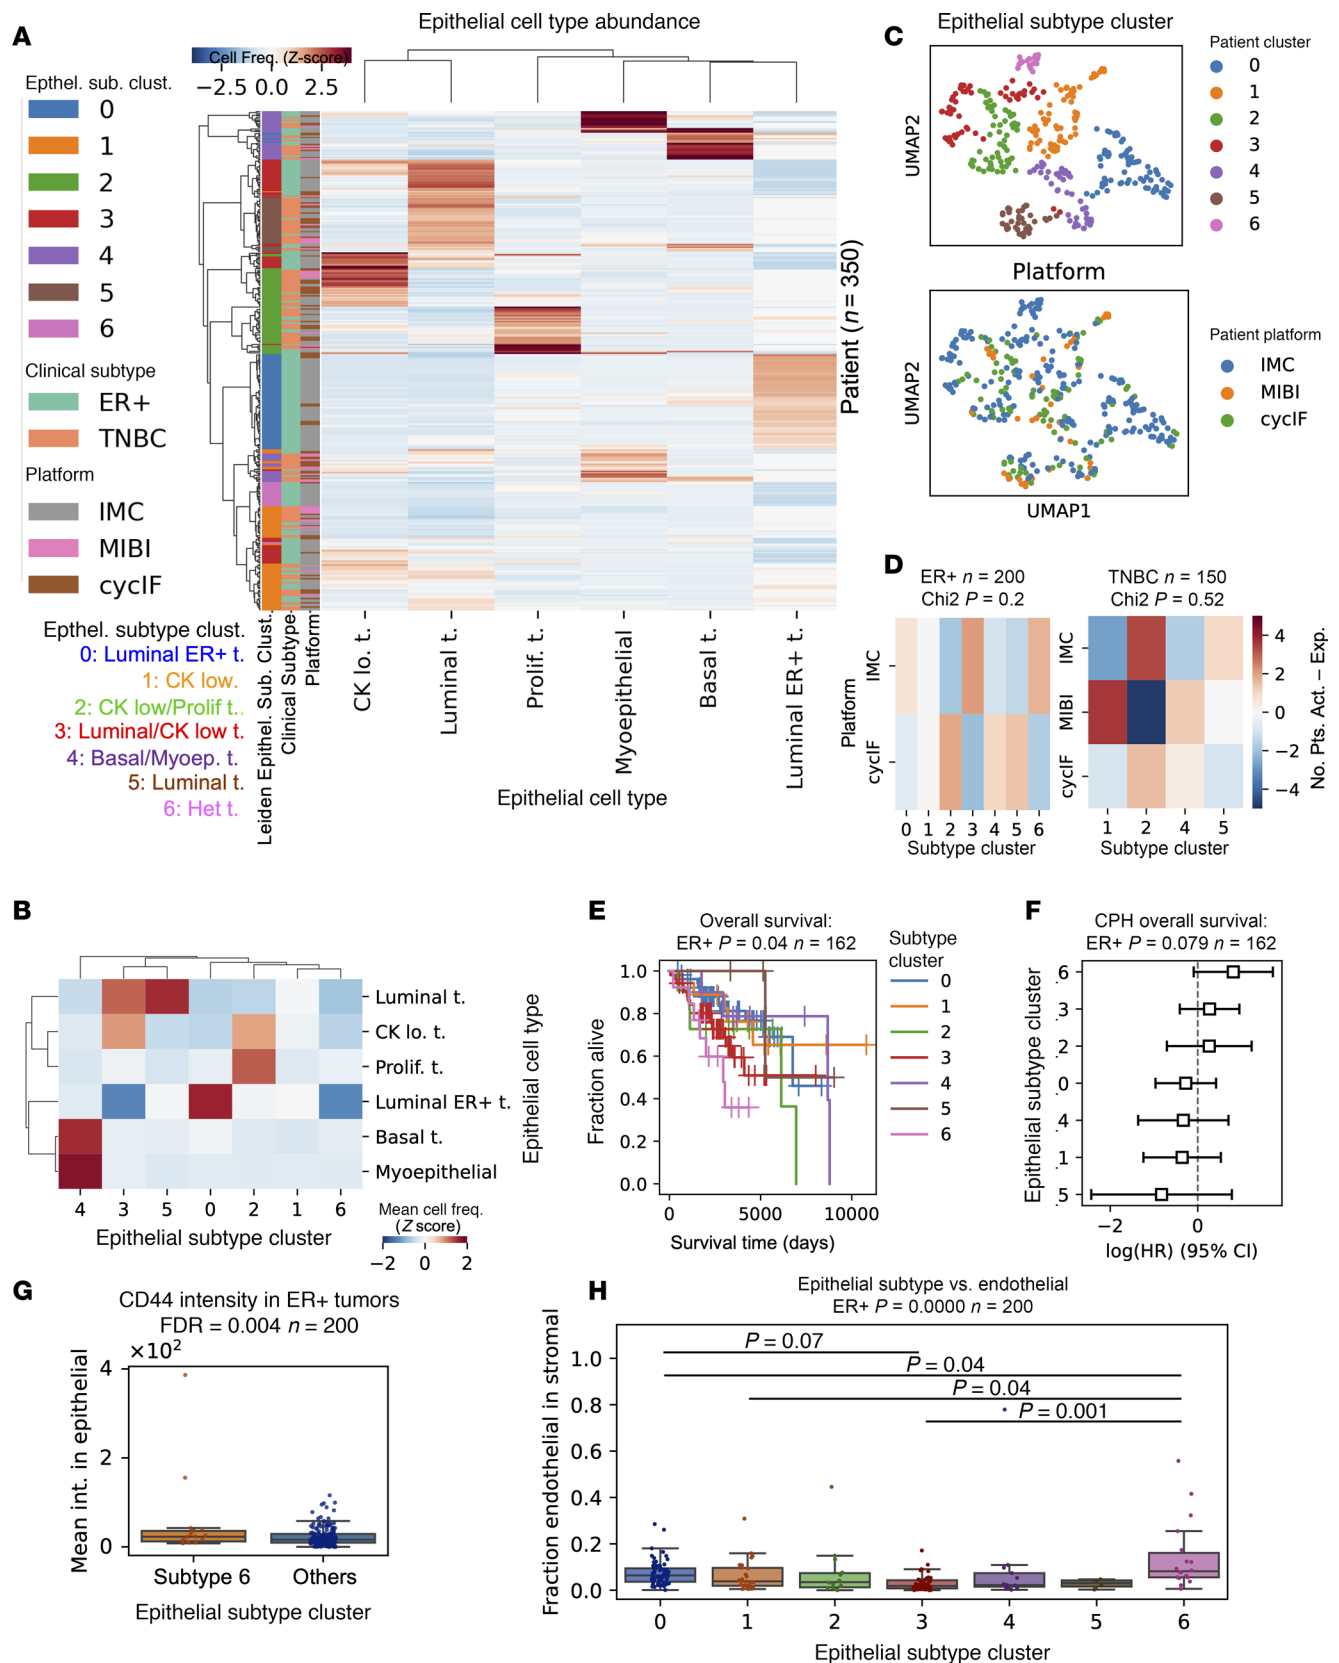 A
Epithelial cell type abundance
Cell Freq. (Z-score)
−2.5 0.0 2.5
Epthel. sub. clust.
0
1
2
3
4
5
6
Clinical subtype
ER+
TNBC
Platform
IMC
MIBI
cycIF
Epthel. subtype clust.
0: Luminal ER+ t.
1: CK low.
2: CK low/Prolif t..
3: Luminal/CK low t.
4: Basal/Myoep. t.
5: Luminal t.
6: Het t.
Leiden Epithel. Sub. Clust.
Clinical Subtype
Platform
CK lo. t.
Luminal t.
Prolif. t.
Myoepithelial
Basal t.
Luminal ER+ t.
Epithelial cell type
Patient (n = 350)
C
Epithelial subtype cluster
UMAP2
Patient cluster
0
1
2
3
4
5
6
Platform
UMAP2
UMAP1
Patient platform
IMC
MIBI
cycIF
D
ER+ n = 200
Chi2 P = 0.2
Platform
IMC
cycIF
0 1 2 3 4 5 6
Subtype cluster
TNBC n = 150
Chi2 P = 0.52
IMC
MIBI
cycIF
1 2 4 5
Subtype cluster
4
2
0
−2
−4
No. Pts. Act. − Exp.
B
Luminal t.
CK lo. t.
Prolif. t.
Luminal ER+ t.
Basal t.
Myoepithelial
Epithelial cell type
4 3 5 0 2 1 6
Epithelial subtype cluster
Mean cell freq.
(Z score)
−2 0 2
E
Overall survival:
ER+ P = 0.04 n = 162
Fraction alive
1.0
0.8
0.6
0.4
0.2
0.0
0 5000 10000
Survival time (days)
Subtype
cluster
0
1
2
3
4
5
6
F
CPH overall survival:
ER+ P = 0.079 n = 162
Epithelial subtype cluster
6
3
2
0
4
1
5
−2 0
log(HR) (95% CI)
G
CD44 intensity in ER+ tumors
FDR = 0.004 n = 200
×10²
Mean int. in epithelial
4
2
0
Subtype 6 Others
Epithelial subtype cluster
H
Epithelial subtype vs. endothelial
ER+ P = 0.0000 n = 200
Fraction endothelial in stromal
1.0
0.8
0.6
0.4
0.2
0.0
P = 0.07
P = 0.04
P = 0.04
P = 0.001
0 1 2 3 4 5 6
Epithelial subtype cluster